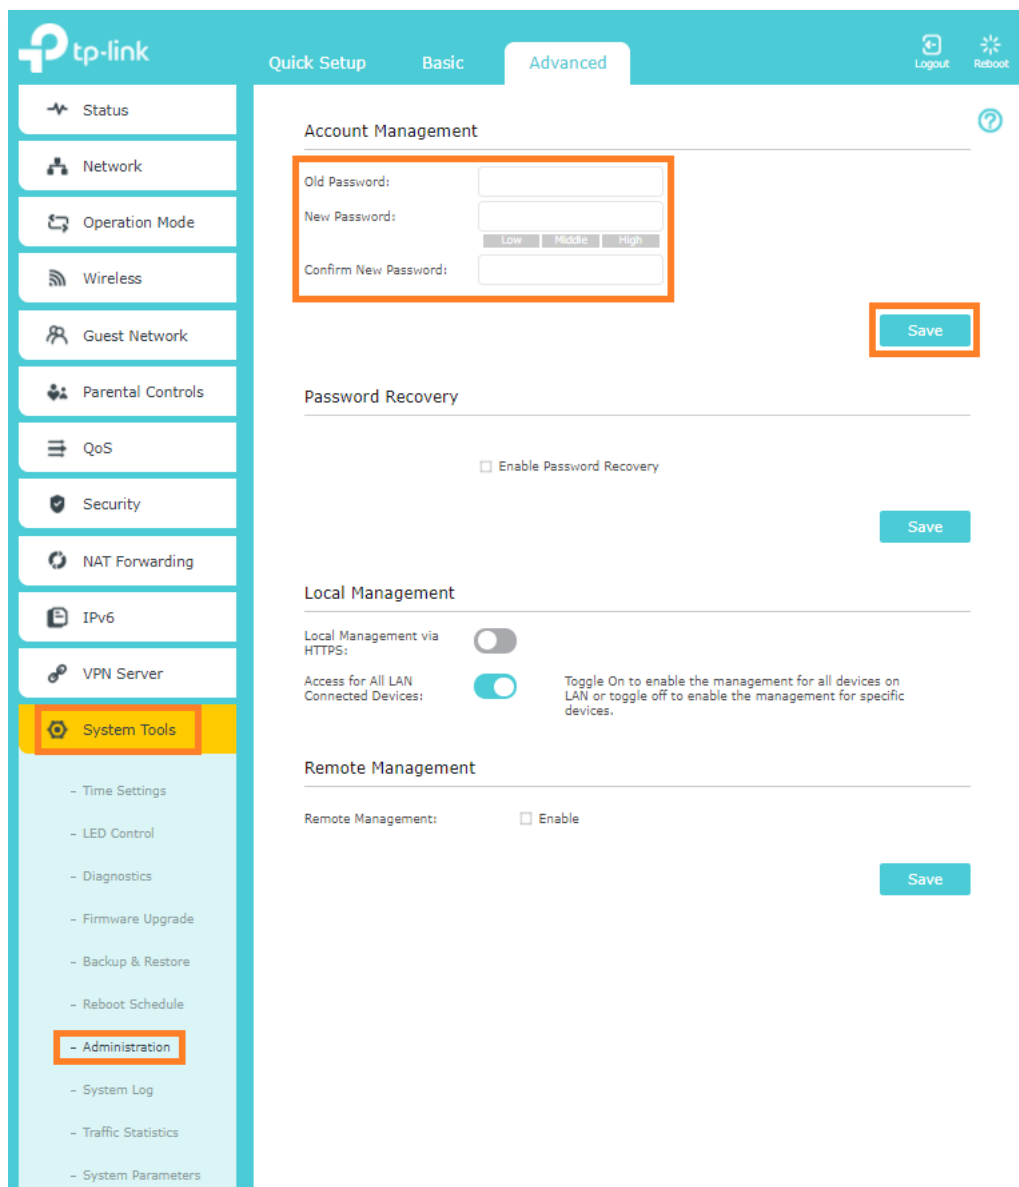 tp-link
Quick Setup
Basic
Advanced
Logout
Reboot
Status
Network
Operation Mode
Wireless
Guest Network
Parental Controls
QoS
Security
NAT Forwarding
IPv6
VPN Server
System Tools
- Time Settings
- LED Control
- Diagnostics
- Firmware Upgrade
- Backup & Restore
- Reboot Schedule
- Administration
- System Log
- Traffic Statistics
- System Parameters
?
Account Management
Old Password:
New Password:
Low Middle High
Confirm New Password:
Save
Password Recovery
Enable Password Recovery
Save
Local Management
Local Management via
HTTPS:
Access for All LAN
Connected Devices:
Toggle On to enable the management for all devices on
LAN or toggle off to enable the management for specific
devices.
Remote Management
Remote Management: Enable
Save